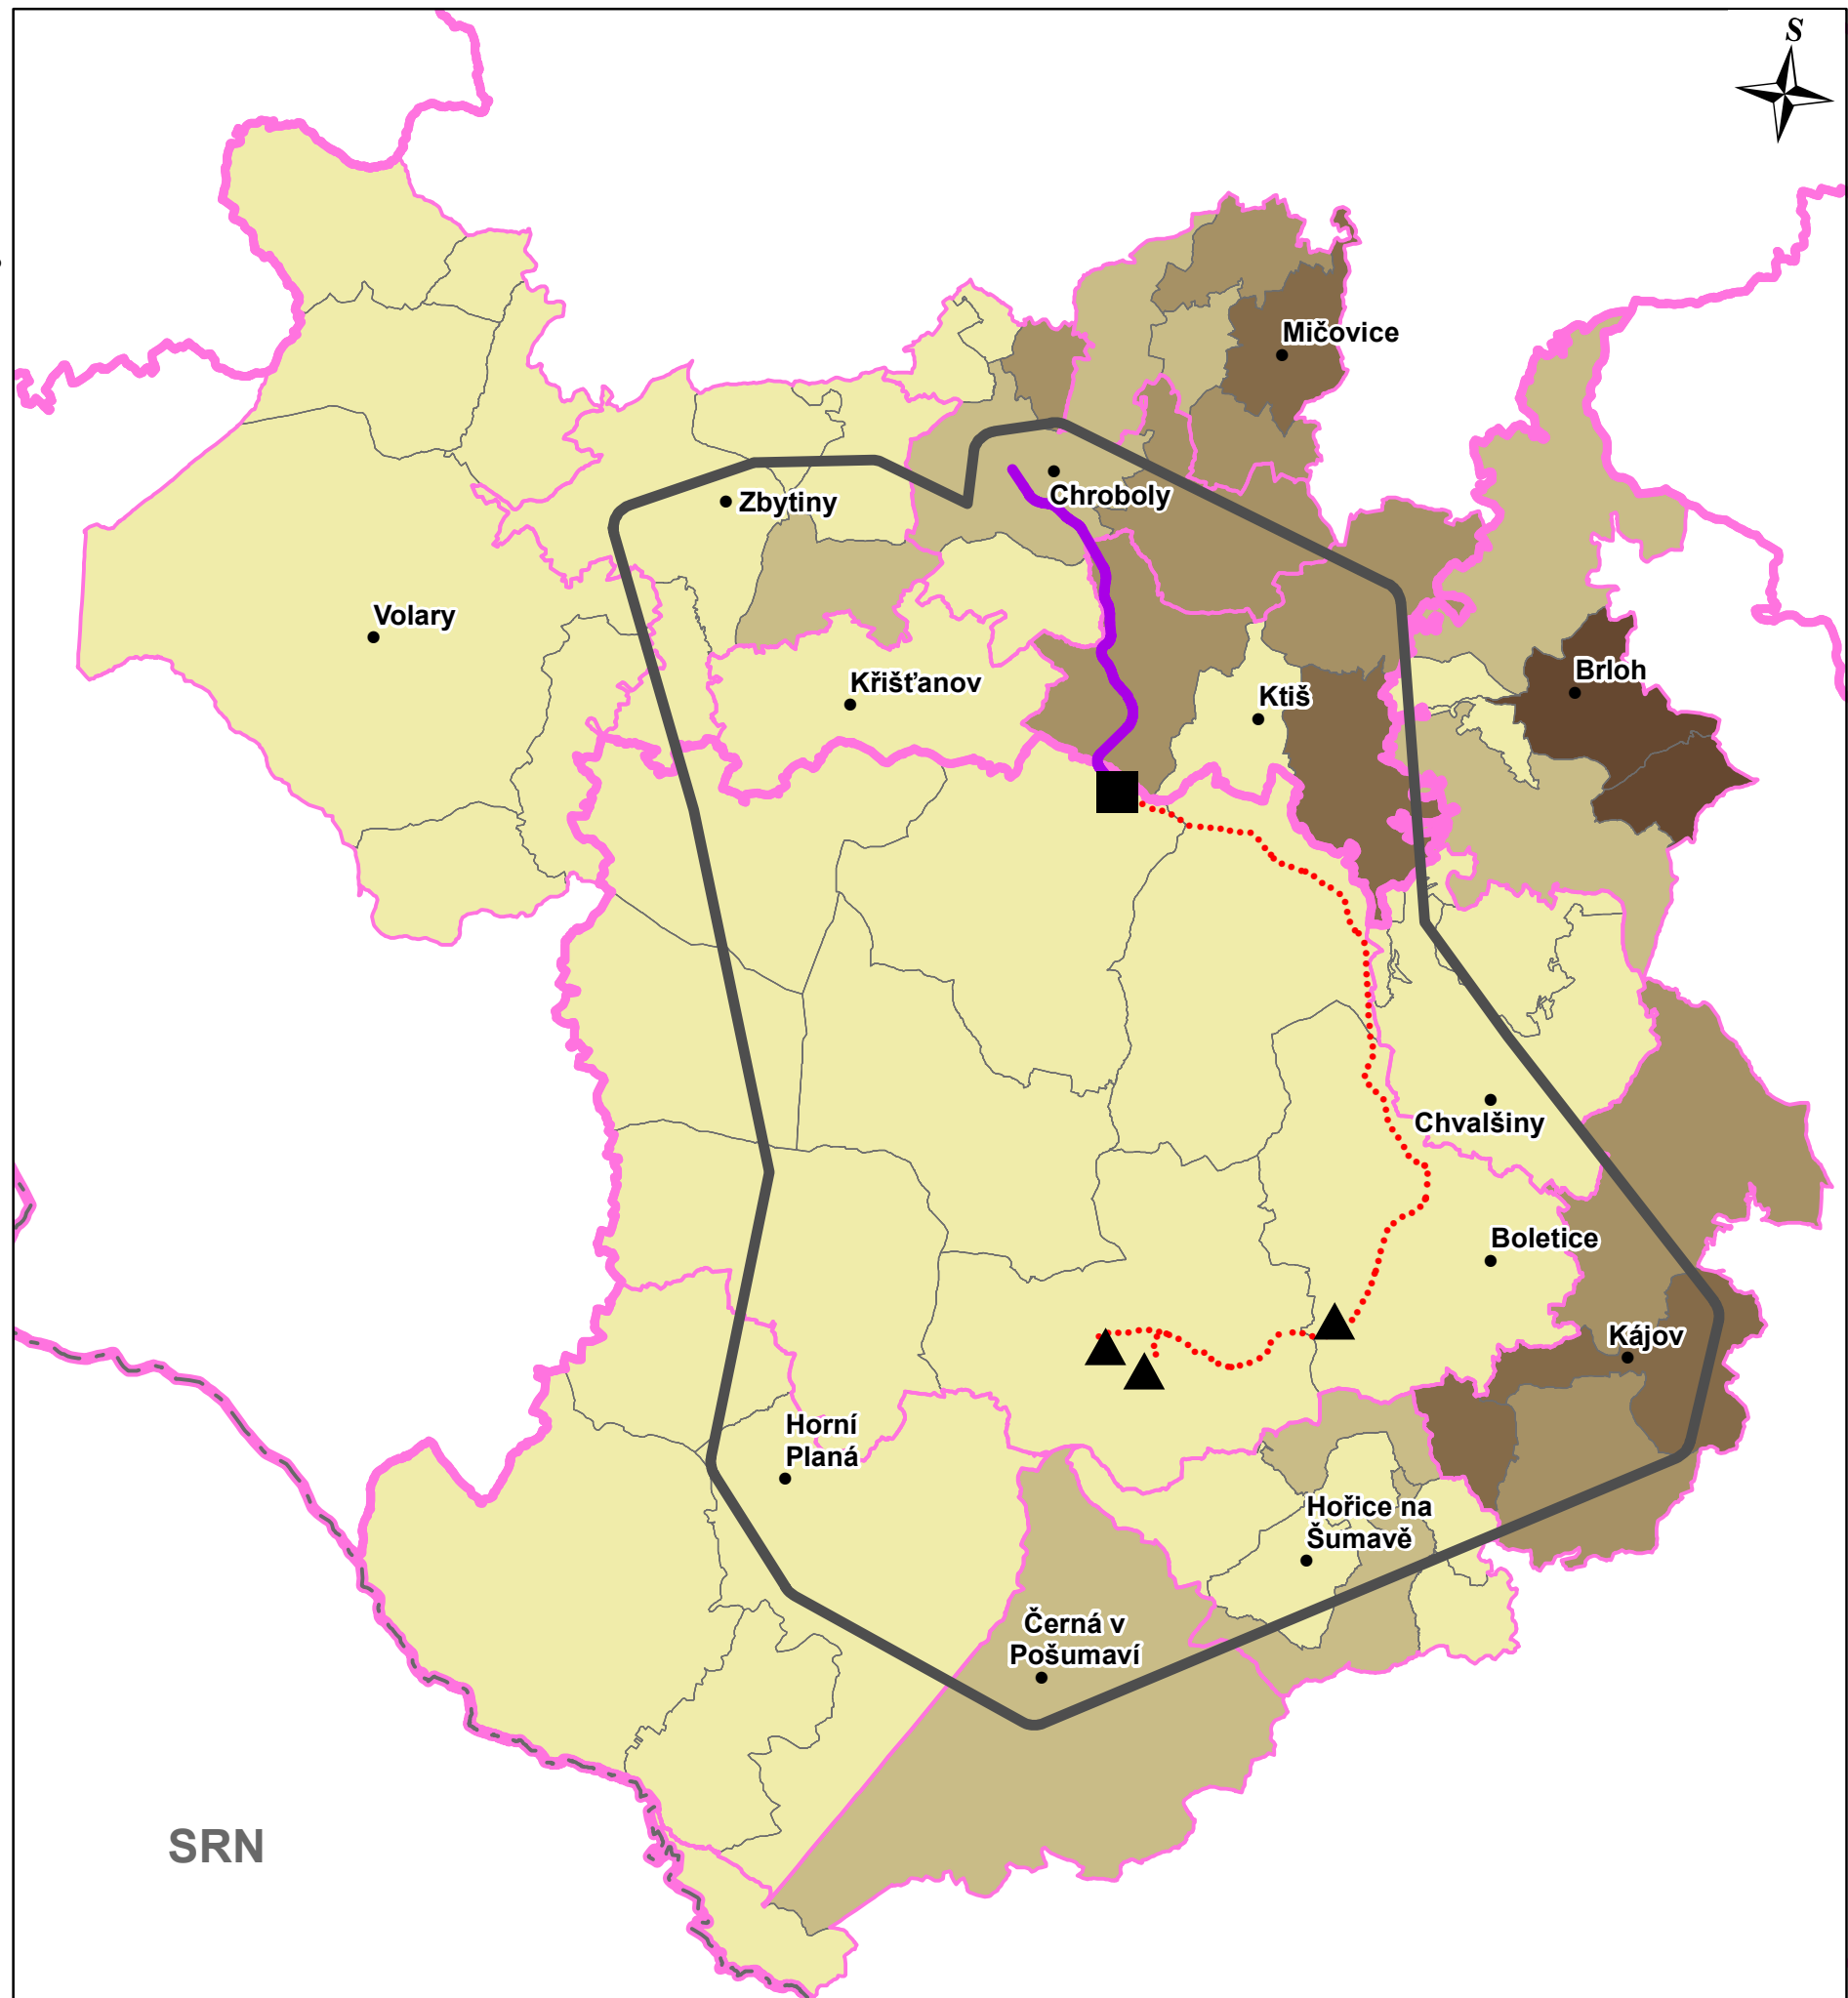 S
Mičovice
Chroboly
Zbytiny
Volary
Brloh
Křišťanov
Ktiš
Chvalšiny
Boletice
Kájov
Horní
Planá
Hořice na
Šumavě
Černá v
Pošumaví
SRN